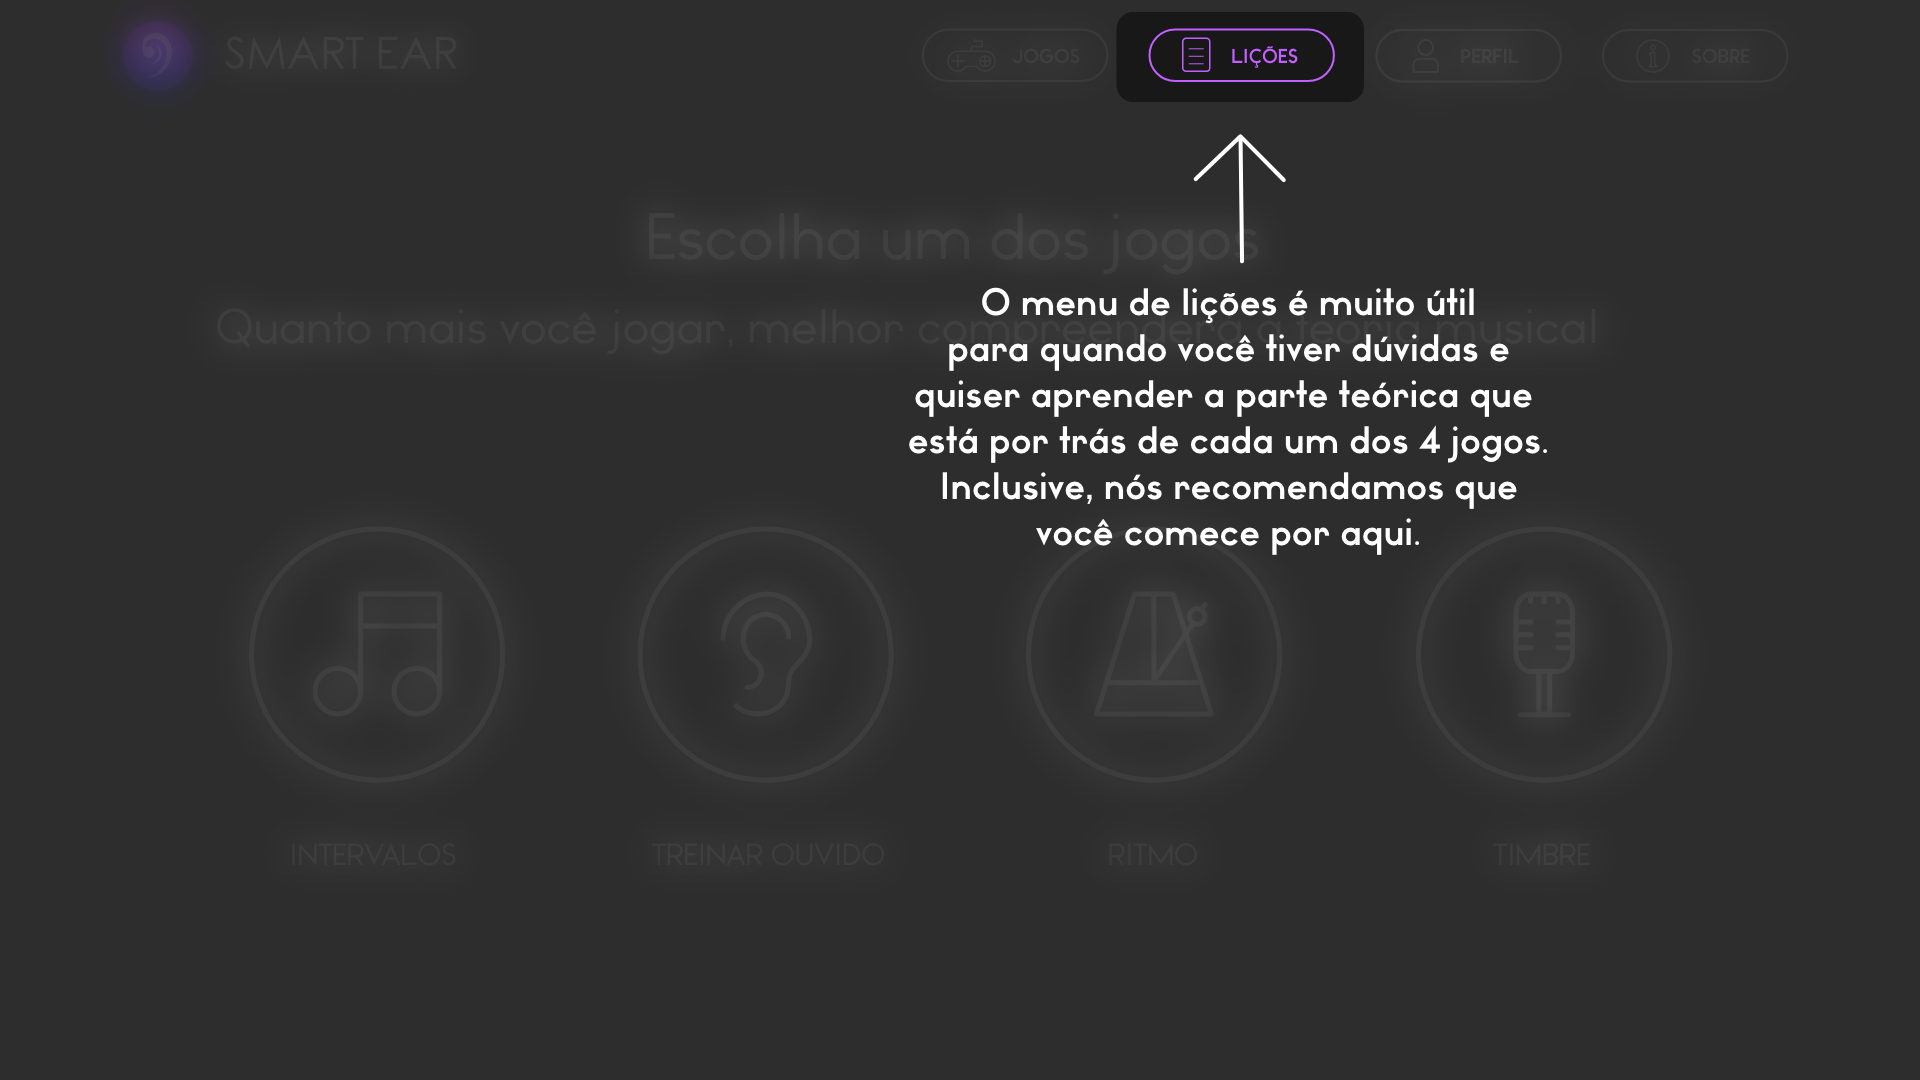 SMART EAR
JOGOS
LIÇÕES
PERFIL
SOBRE
Escolha um dos jogos
Quanto mais você jogar, melhor compreenderá a teoria musical
O menu de lições é muito útil
para quando você tiver dúvidas e
quiser aprender a parte teórica que
está por trás de cada um dos 4 jogos.
Inclusive, nós recomendamos que
você comece por aqui.
INTERVALOS
TREINAR OUVIDO
RITMO
TIMBRE